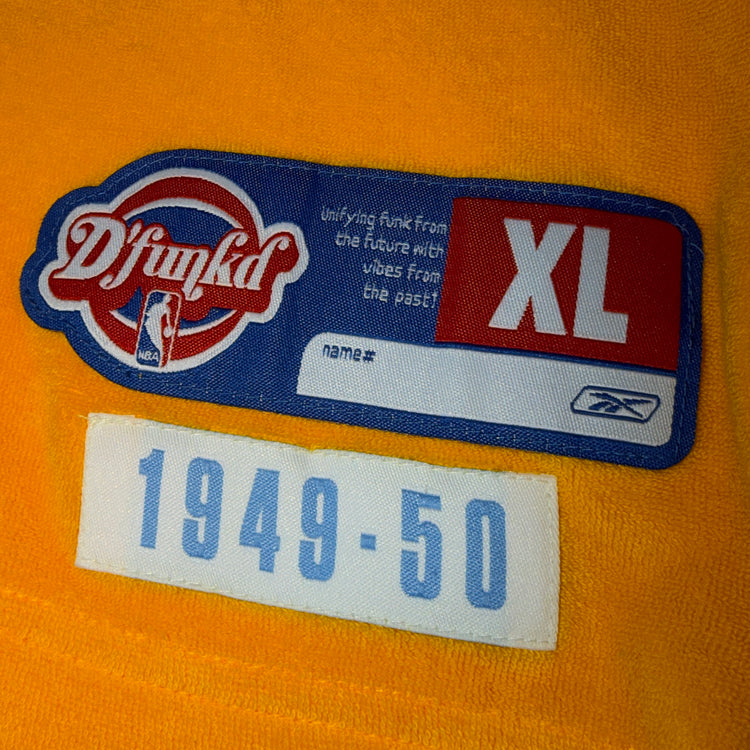 D'funkd
NBA
Unifying funk from
the future with
vibes from
the past!
XL
name#
1949-50